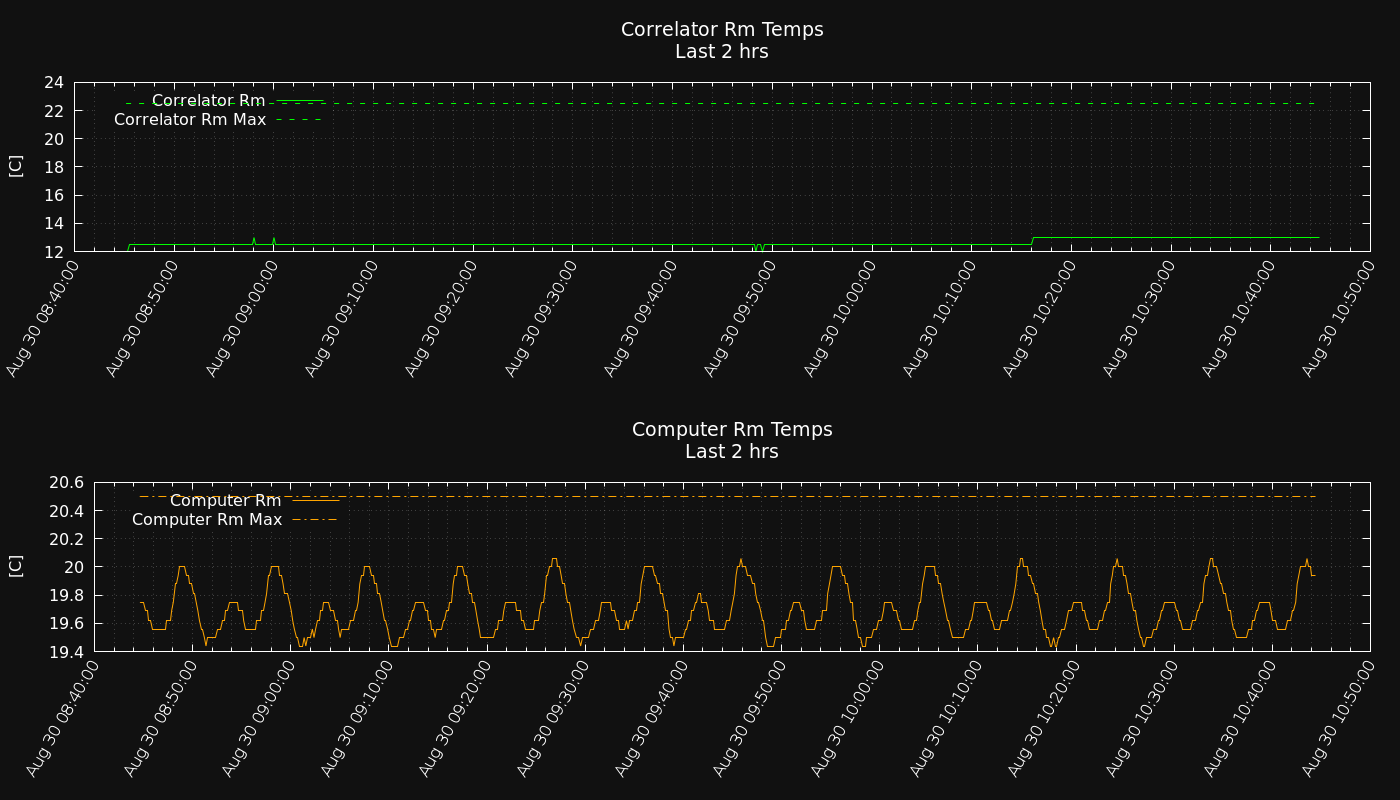 Correlator Rm Temps
Last 2 hrs
[C]
24
22
20
18
16
14
12
Correlator Rm
Correlator Rm Max
Aug 30 08:40:00
Aug 30 08:50:00
Aug 30 09:00:00
Aug 30 09:10:00
Aug 30 09:20:00
Aug 30 09:30:00
Aug 30 09:40:00
Aug 30 09:50:00
Aug 30 10:00:00
Aug 30 10:10:00
Aug 30 10:20:00
Aug 30 10:30:00
Aug 30 10:40:00
Aug 30 10:50:00
Computer Rm Temps
Last 2 hrs
[C]
20.6
20.4
20.2
20
19.8
19.6
19.4
Computer Rm
Computer Rm Max
Aug 30 08:40:00
Aug 30 08:50:00
Aug 30 09:00:00
Aug 30 09:10:00
Aug 30 09:20:00
Aug 30 09:30:00
Aug 30 09:40:00
Aug 30 09:50:00
Aug 30 10:00:00
Aug 30 10:10:00
Aug 30 10:20:00
Aug 30 10:30:00
Aug 30 10:40:00
Aug 30 10:50:00